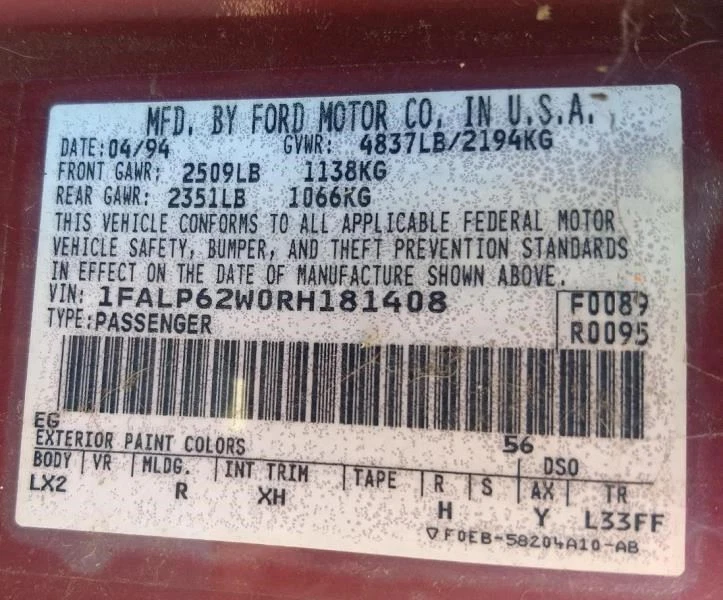 MFD. BY FORD MOTOR CO. IN U.S.A.
DATE: 04/94 GVWR: 4837LB/2194KG
FRONT GAWR: 2509LB 1138KG
REAR GAWR: 2351LB 1066KG
THIS VEHICLE CONFORMS TO ALL APPLICABLE FEDERAL MOTOR
VEHICLE SAFETY, BUMPER, AND THEFT PREVENTION STANDARDS
IN EFFECT ON THE DATE OF MANUFACTURE SHOWN ABOVE.
VIN: 1FALP62W0RH181408 F0089
TYPE: PASSENGER R0095
EG 56
EXTERIOR PAINT COLORS DSO
BODY VR MLDG. INT TRIM TAPE R S AX TR
LX2 R XH H Y L33FF
▽F0EB-58204A10-AB